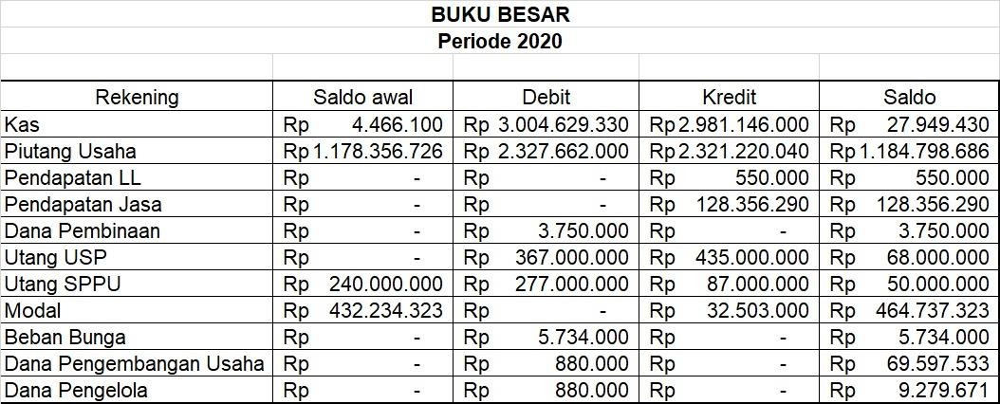 BUKU BESAR
Periode 2020
Rekening Saldo awal Debit Kredit Saldo
Kas Rp 4.466.100 Rp 3.004.629.330 Rp 2.981.146.000 Rp 27.949.430
Piutang Usaha Rp 1.178.356.726 Rp 2.327.662.000 Rp 2.321.220.040 Rp 1.184.798.686
Pendapatan LL Rp - Rp - Rp 550.000 Rp 550.000
Pendapatan Jasa Rp - Rp - Rp 128.356.290 Rp 128.356.290
Dana Pembinaan Rp - Rp 3.750.000 Rp - Rp 3.750.000
Utang USP Rp - Rp 367.000.000 Rp 435.000.000 Rp 68.000.000
Utang SPPU Rp 240.000.000 Rp 277.000.000 Rp 87.000.000 Rp 50.000.000
Modal Rp 432.234.323 Rp - Rp 32.503.000 Rp 464.737.323
Beban Bunga Rp - Rp 5.734.000 Rp - Rp 5.734.000
Dana Pengembangan Usaha Rp - Rp 880.000 Rp - Rp 69.597.533
Dana Pengelola Rp - Rp 880.000 Rp - Rp 9.279.671